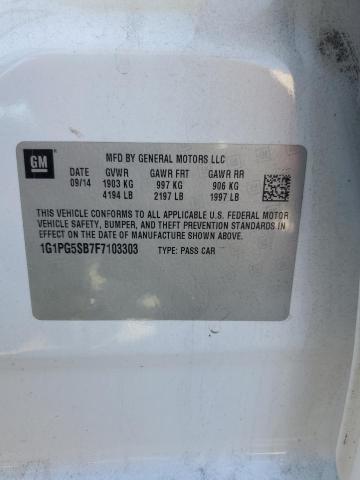 GM
MFD BY GENERAL MOTORS LLC
DATE GVWR GAWR FRT GAWR RR
09/14 1903 KG 997 KG 906 KG
4194 LB 2197 LB 1997 LB
THIS VEHICLE CONFORMS TO ALL APPLICABLE U.S. FEDERAL MOTOR
VEHICLE SAFETY, BUMPER, AND THEFT PREVENTION STANDARDS IN
EFFECT ON THE DATE OF MANUFACTURE SHOWN ABOVE.
1G1PG5SB7F7103303 TYPE: PASS CAR